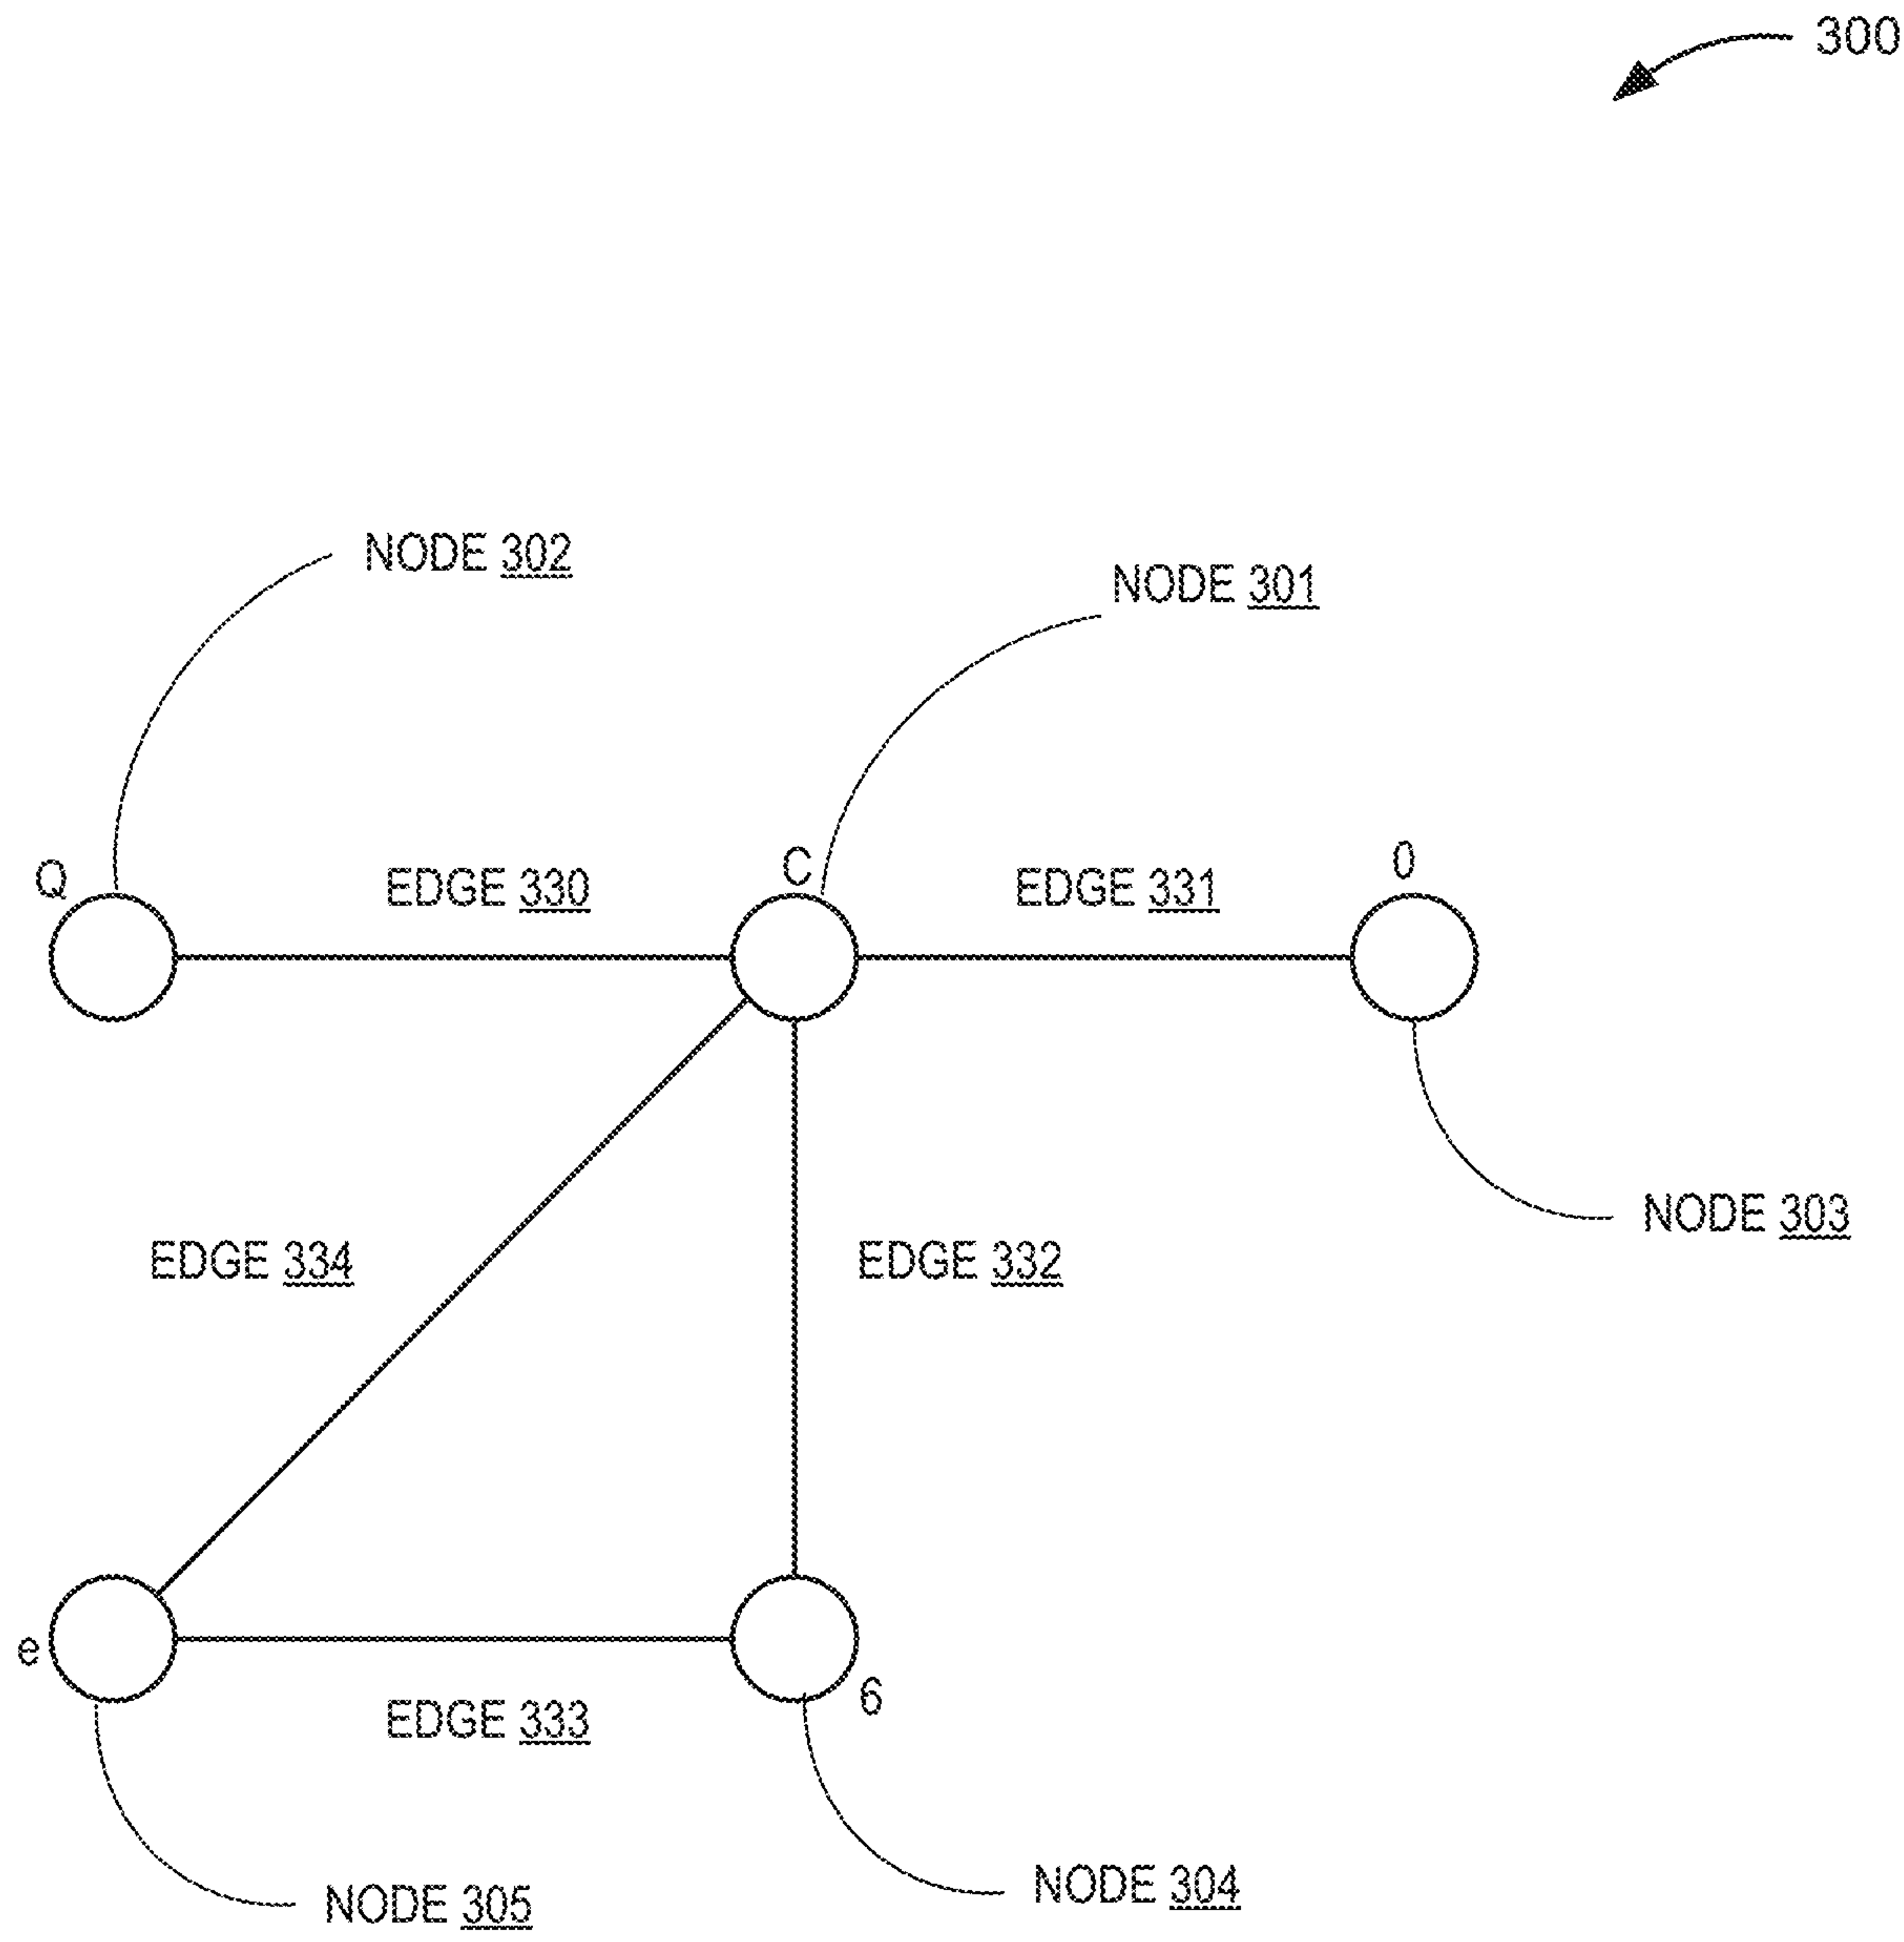 300
NODE 302
NODE 301
Q
EDGE 330
C
EDGE 331
0
NODE 303
EDGE 334
EDGE 332
e
EDGE 333
6
NODE 305
NODE 304